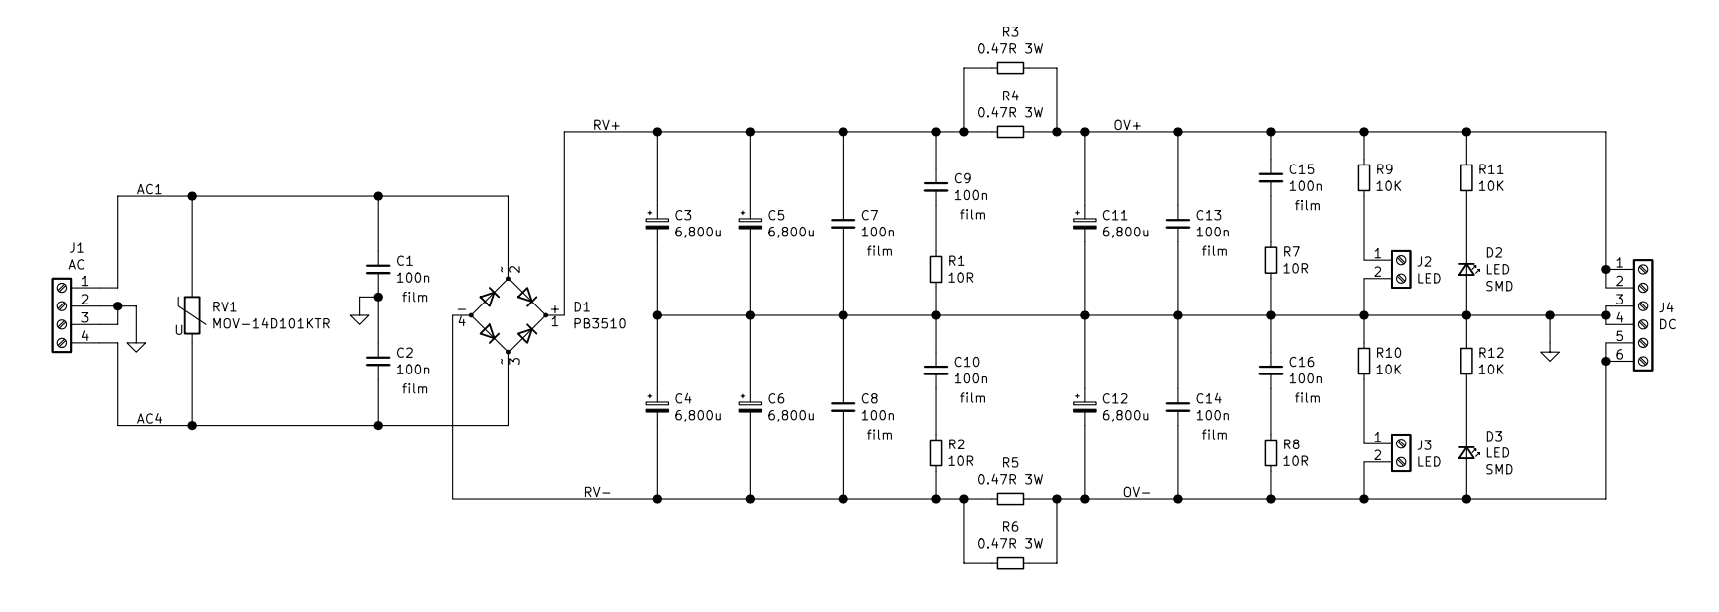 R3
0.47R 3W
R4
0.47R 3W
RV+
OV+
AC1
J1
AC
1
2
3
4
AC4
RV1
MOV-14D101KTR
U
C1
100n
film
C2
100n
film
~
2
-
4
+
1
~
3
D1
PB3510
+
C3
6,800u
+
C5
6,800u
C7
100n
film
C9
100n
film
R1
10R
+
C11
6,800u
C13
100n
film
C15
100n
film
R7
10R
R9
10K
R11
10K
1
2
J2
LED
D2
LED
SMD
+
C4
6,800u
+
C6
6,800u
C8
100n
film
C10
100n
film
R2
10R
+
C12
6,800u
C14
100n
film
C16
100n
film
R8
10R
R10
10K
R12
10K
1
2
J3
LED
D3
LED
SMD
1
2
3
4
5
6
J4
DC
RV-
R5
0.47R 3W
OV-
R6
0.47R 3W